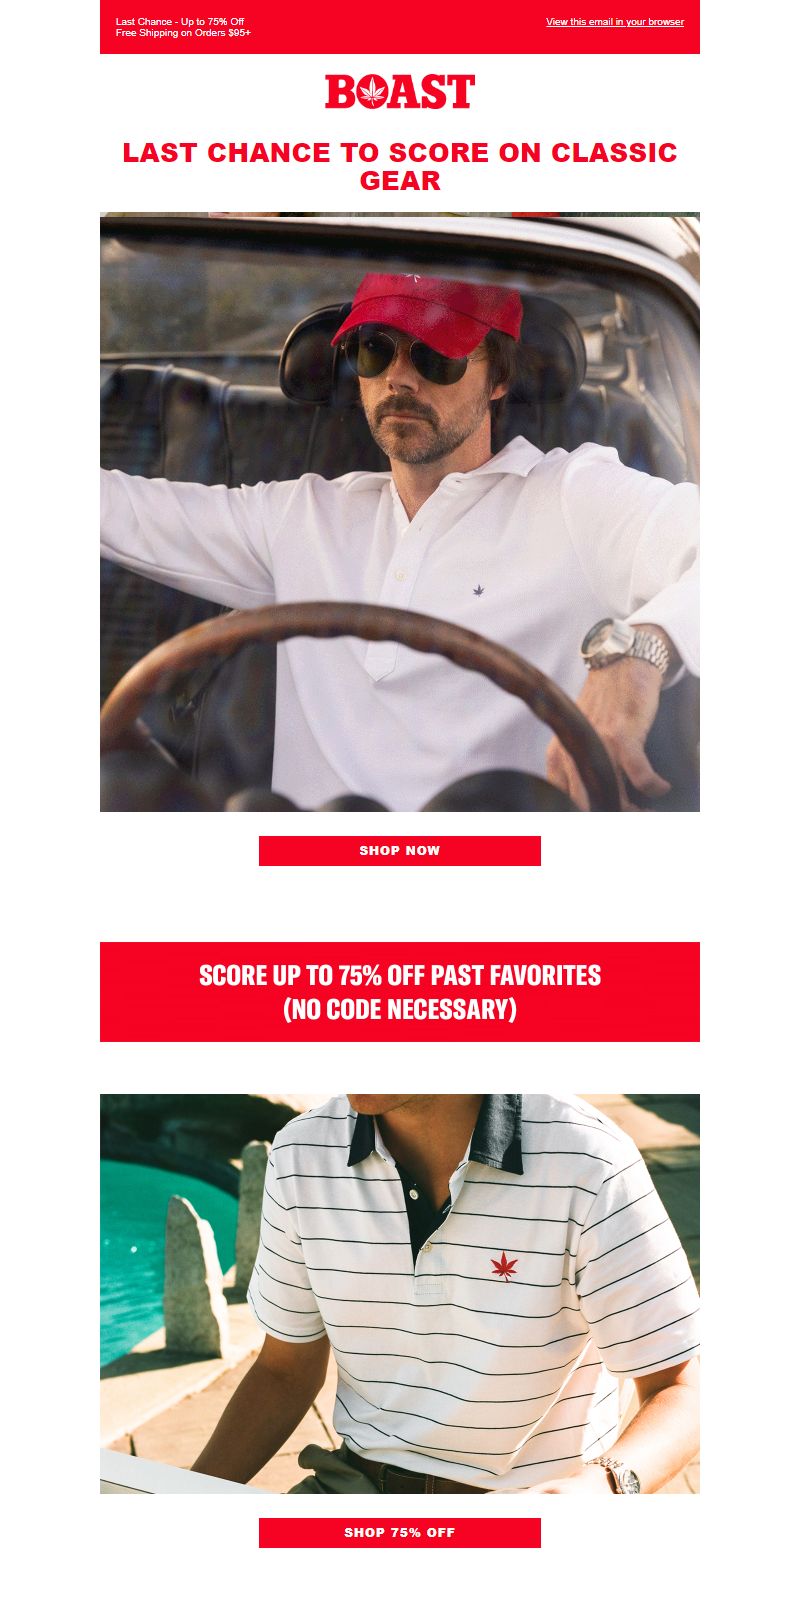 Last Chance - Up to 75% Off
Free Shipping on Orders $95+
View this email in your browser
BOAST
LAST CHANCE TO SCORE ON CLASSIC
GEAR
SHOP NOW
SCORE UP TO 75% OFF PAST FAVORITES
(NO CODE NECESSARY)
SHOP 75% OFF